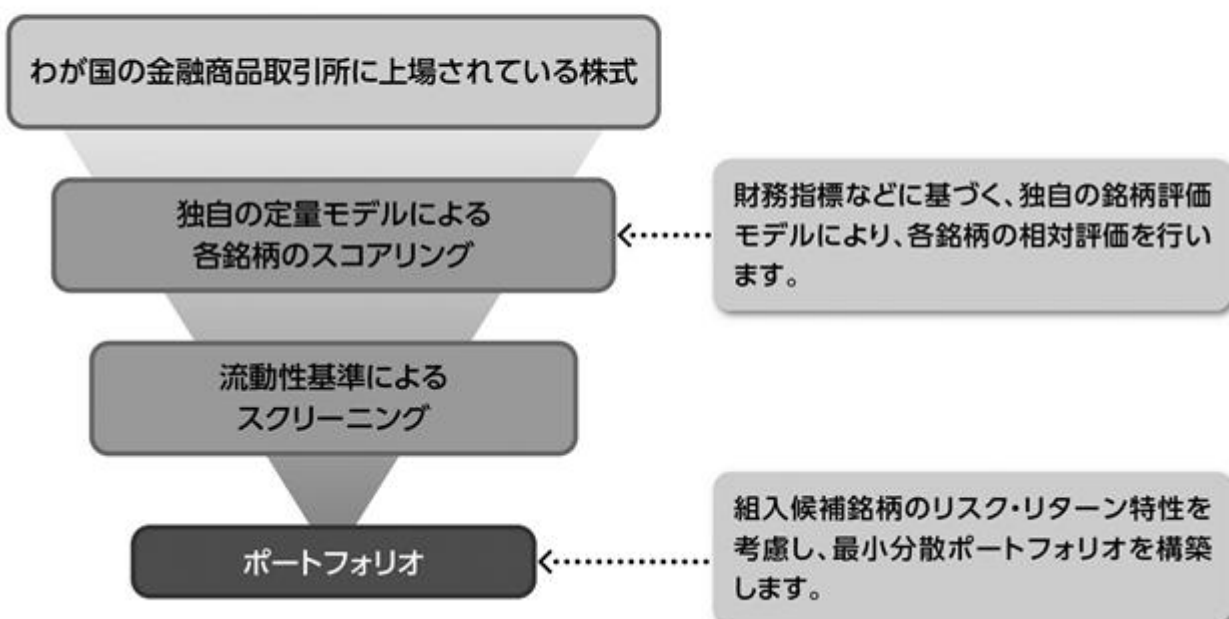 わが国の金融商品取引所に上場されている株式
独自の定量モデルによる
各銘柄のスコアリング
財務指標などに基づく、独自の銘柄評価
モデルにより、各銘柄の相対評価を行い
ます。
流動性基準による
スクリーニング
ポートフォリオ
組入候補銘柄のリスク・リターン特性を
考慮し、最小分散ポートフォリオを構築
します。